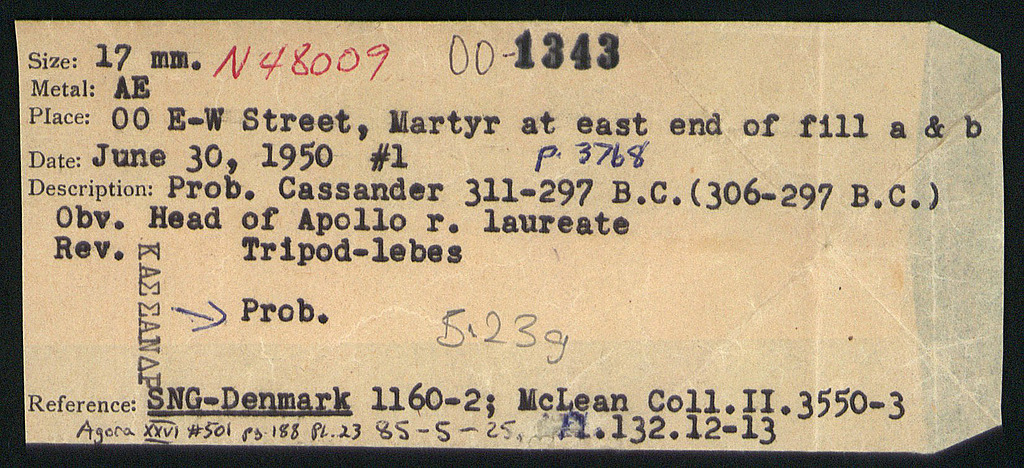 Size: 17 mm. N48009 00-1343
Metal: AE
Place: OO E-W Street, Martyr at east end of fill a & b
Date: June 30, 1950 #1 p. 3768
Description: Prob. Cassander 311-297 B.C.(306-297 B.C.)
Obv. Head of Apollo r. laureate
Rev. Tripod-lebes
ΚΑΣΣΑΝΔΡ
→ Prob.
5.23g
Reference: SNG-Denmark 1160-2; McLean Coll.II.3550-3
Agora XXVI #501 pg.188 Pl.23 85-5-25. Pl.132.12-13